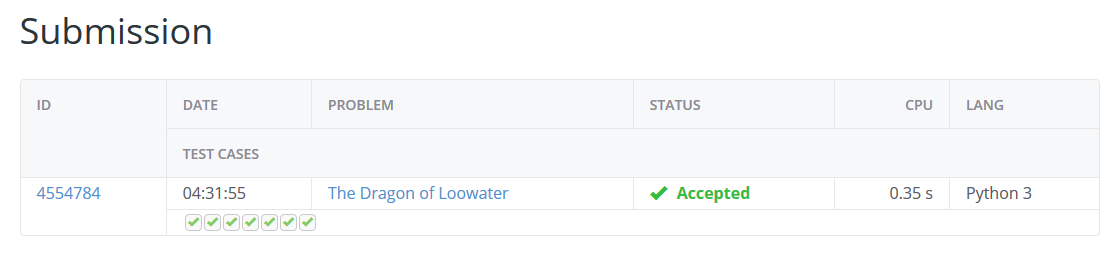 Submission
ID DATE PROBLEM STATUS CPU LANG
TEST CASES
4554784 04:31:55 The Dragon of Loowater Accepted 0.35 s Python 3